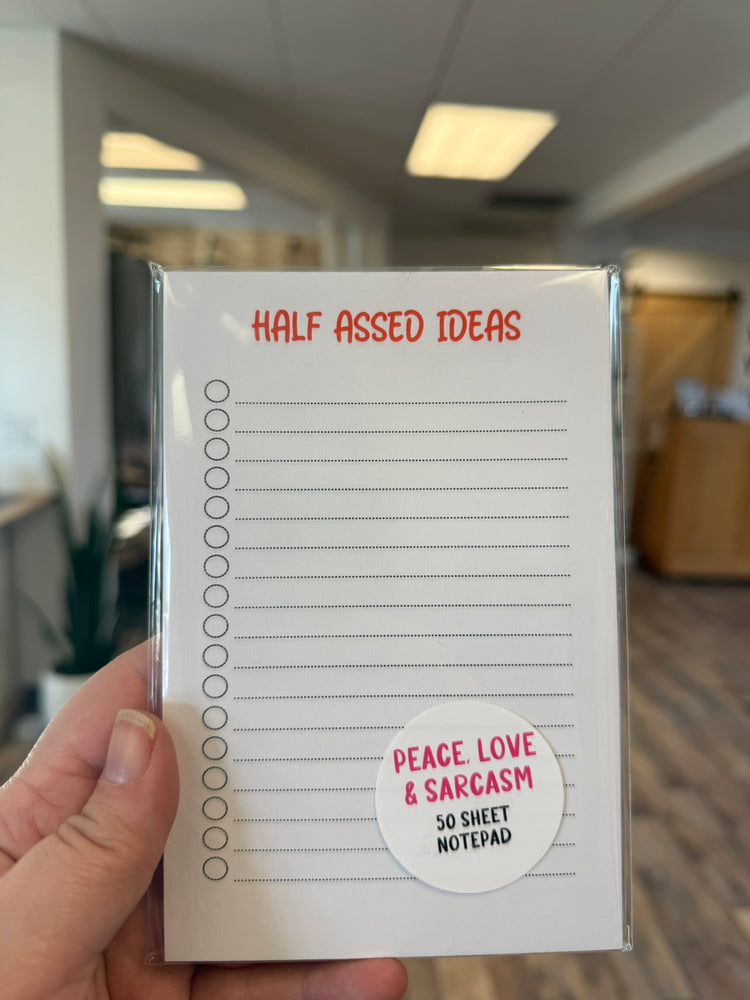 HALF ASSED IDEAS
PEACE, LOVE
& SARCASM
50 SHEET
NOTEPAD